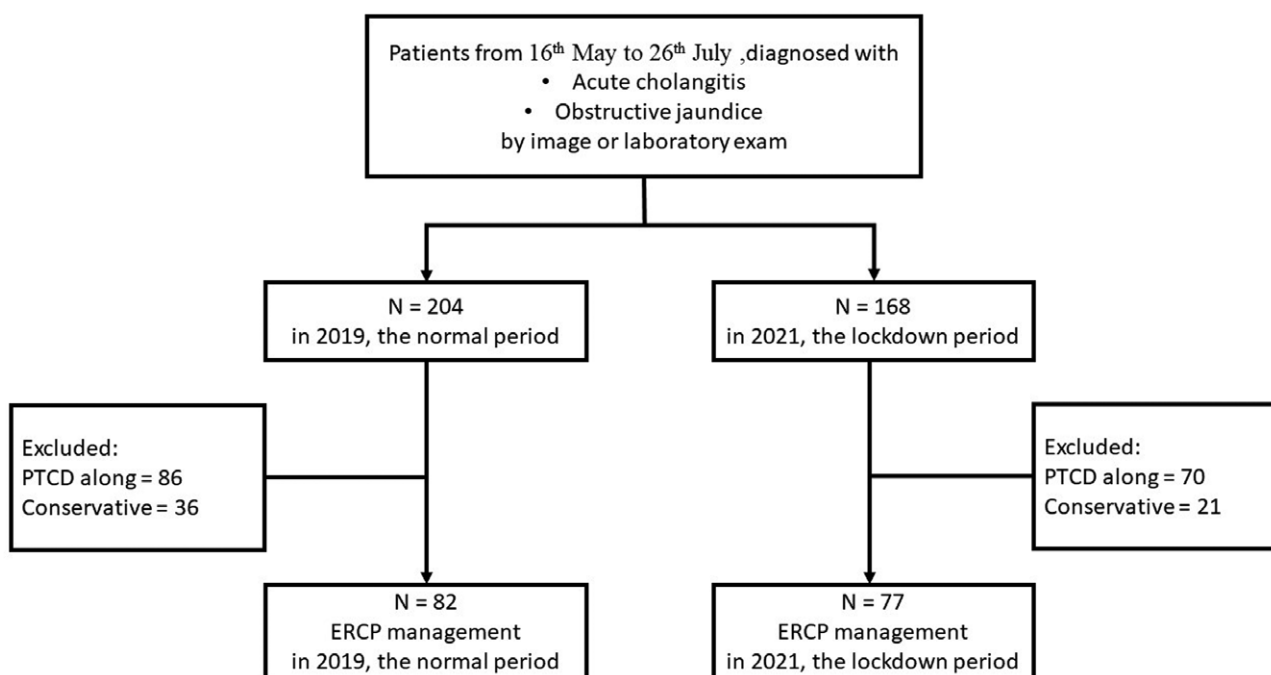 Patients from 16th May to 26th July ,diagnosed with
• Acute cholangitis
• Obstructive jaundice
by image or laboratory exam
N = 204
in 2019, the normal period
N = 168
in 2021, the lockdown period
Excluded:
PTCD along = 86
Conservative = 36
Excluded:
PTCD along = 70
Conservative = 21
N = 82
ERCP management
in 2019, the normal period
N = 77
ERCP management
in 2021, the lockdown period